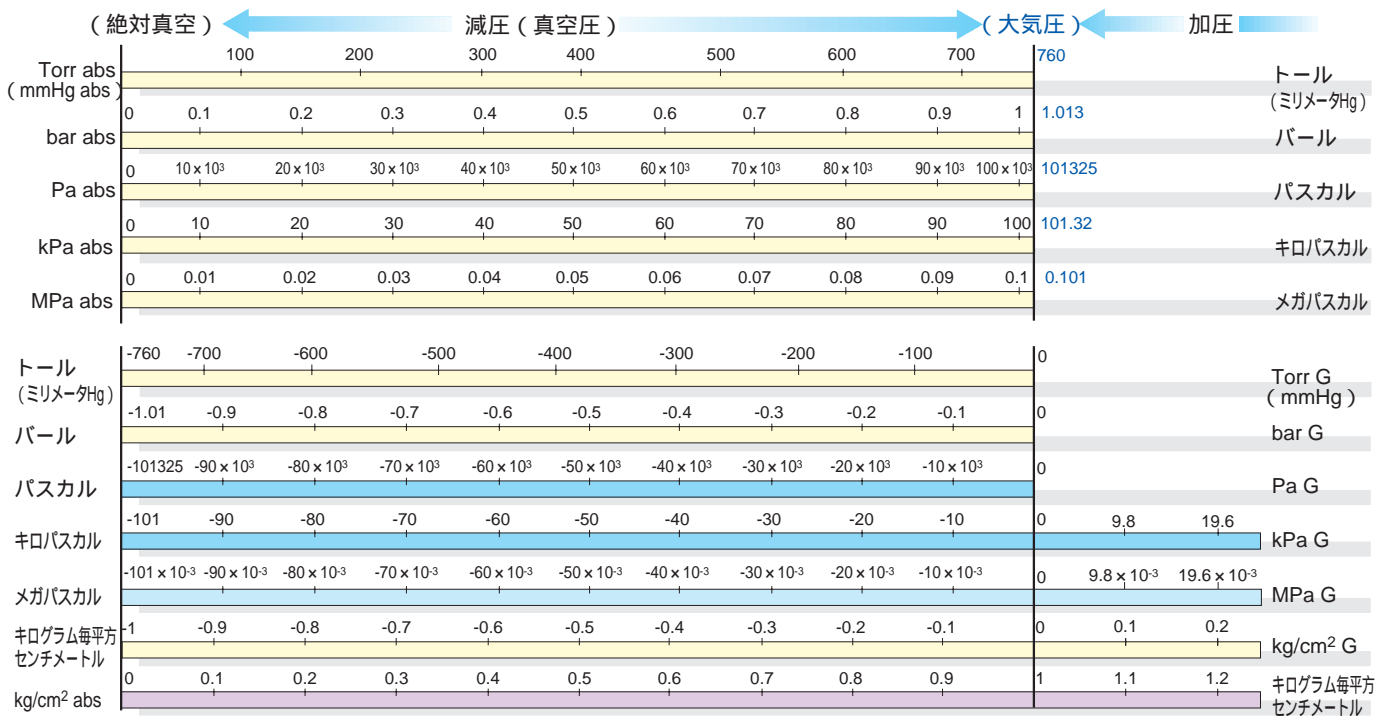 （絶対真空） 減圧（真空圧） （大気圧） 加圧
100 200 300 400 500 600 700 760
Torr abs
（mmHg abs）
トール
（ミリメータHg）
0 0.1 0.2 0.3 0.4 0.5 0.6 0.7 0.8 0.9 1 1.013
bar abs バール
0 10×10³ 20×10³ 30×10³ 40×10³ 50×10³ 60×10³ 70×10³ 80×10³ 90×10³ 100×10³ 101325
Pa abs パスカル
0 10 20 30 40 50 60 70 80 90 100 101.32
kPa abs キロパスカル
0 0.01 0.02 0.03 0.04 0.05 0.06 0.07 0.08 0.09 0.1 0.101
MPa abs メガパスカル
-760 -700 -600 -500 -400 -300 -200 -100 0
トール
（ミリメータHg）
Torr G
（mmHg）
-1.01 -0.9 -0.8 -0.7 -0.6 -0.5 -0.4 -0.3 -0.2 -0.1 0
バール bar G
-101325 -90×10³ -80×10³ -70×10³ -60×10³ -50×10³ -40×10³ -30×10³ -20×10³ -10×10³ 0
パスカル Pa G
-101 -90 -80 -70 -60 -50 -40 -30 -20 -10 0 9.8 19.6
キロパスカル kPa G
-101×10⁻³ -90×10⁻³ -80×10⁻³ -70×10⁻³ -60×10⁻³ -50×10⁻³ -40×10⁻³ -30×10⁻³ -20×10⁻³ -10×10⁻³ 0 9.8×10⁻³ 19.6×10⁻³
メガパスカル MPa G
-1 -0.9 -0.8 -0.7 -0.6 -0.5 -0.4 -0.3 -0.2 -0.1 0 0.1 0.2
キログラム毎平方
センチメートル
kg/cm² G
0 0.1 0.2 0.3 0.4 0.5 0.6 0.7 0.8 0.9 1 1.1 1.2
kg/cm² abs
キログラム毎平方
センチメートル